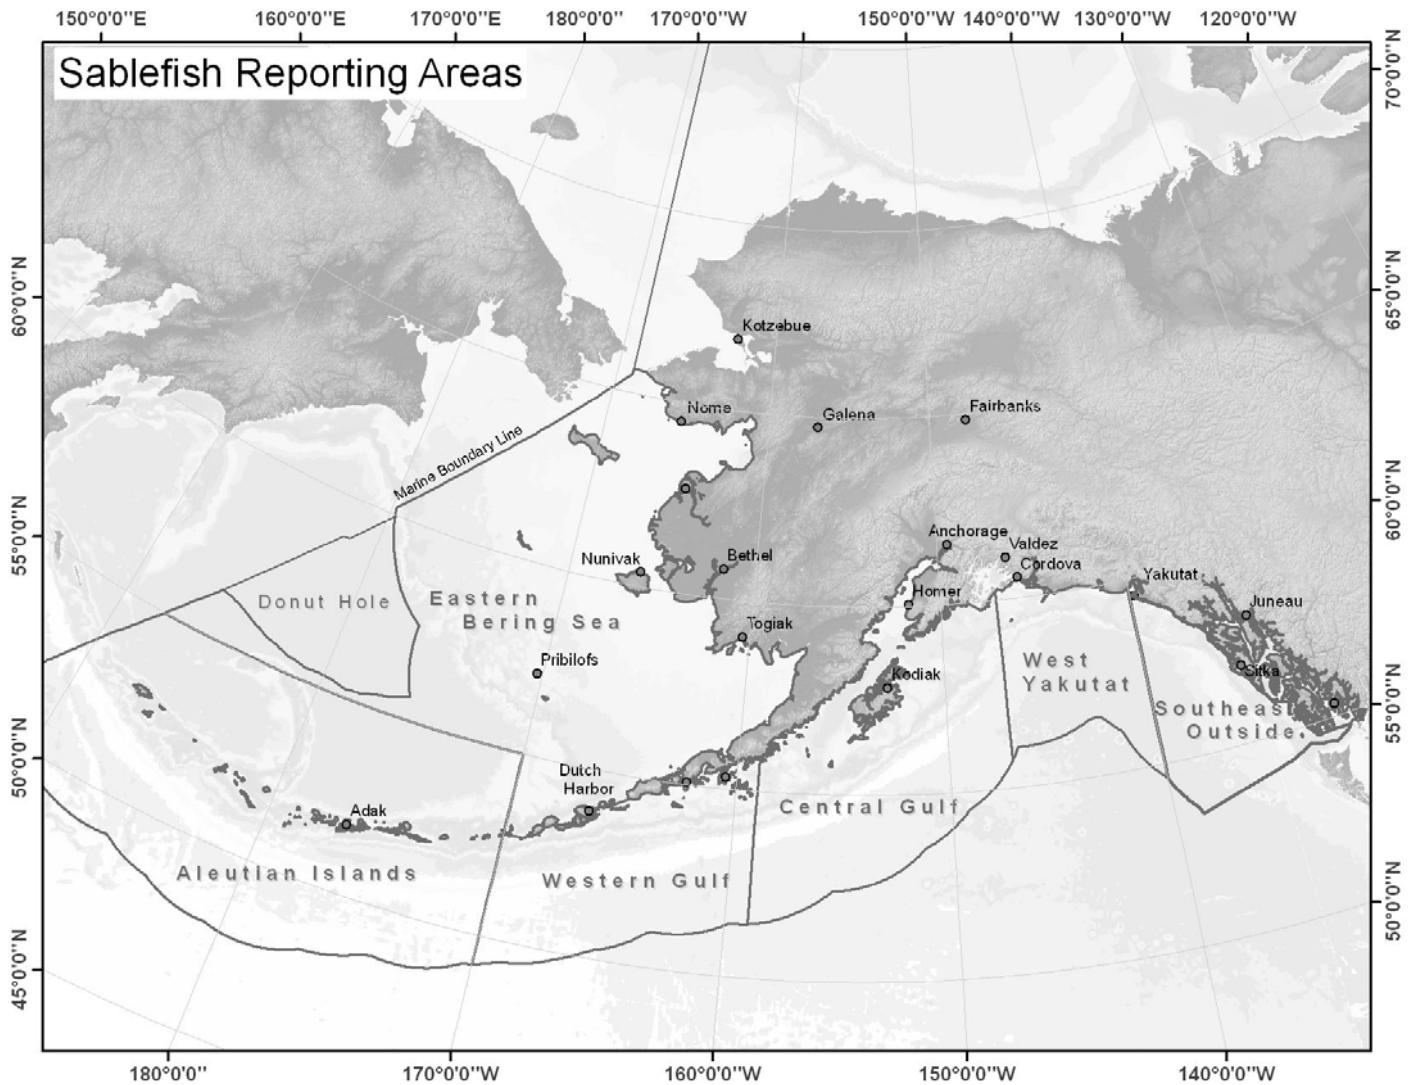 150°0'0"E 160°0'0"E 170°0'0"E 180°0'0" 170°0'0"W 150°0'0"W 140°0'0"W 130°0'0"W 120°0'0"W
Sablefish Reporting Areas
70°0'0"N
60°0'0"N
65°0'0"N
Kotzebue
Nome
Galena
Fairbanks
Marine Boundary Line
60°0'0"N
55°0'0"N
Anchorage
Valdez
Cordova
Nunivak
Bethel
Yakutat
Homer
Juneau
Donut Hole
Eastern
Bering Sea
Togiak
Pribilofs
Kodiak
West
Yakutat
Sitka
Southeast
Outside
55°0'0"N
50°0'0"N
Dutch
Harbor
Adak
Central Gulf
Aleutian Islands
Western Gulf
50°0'0"N
45°0'0"N
180°0'0" 170°0'0"W 160°0'0"W 150°0'0"W 140°0'0"W